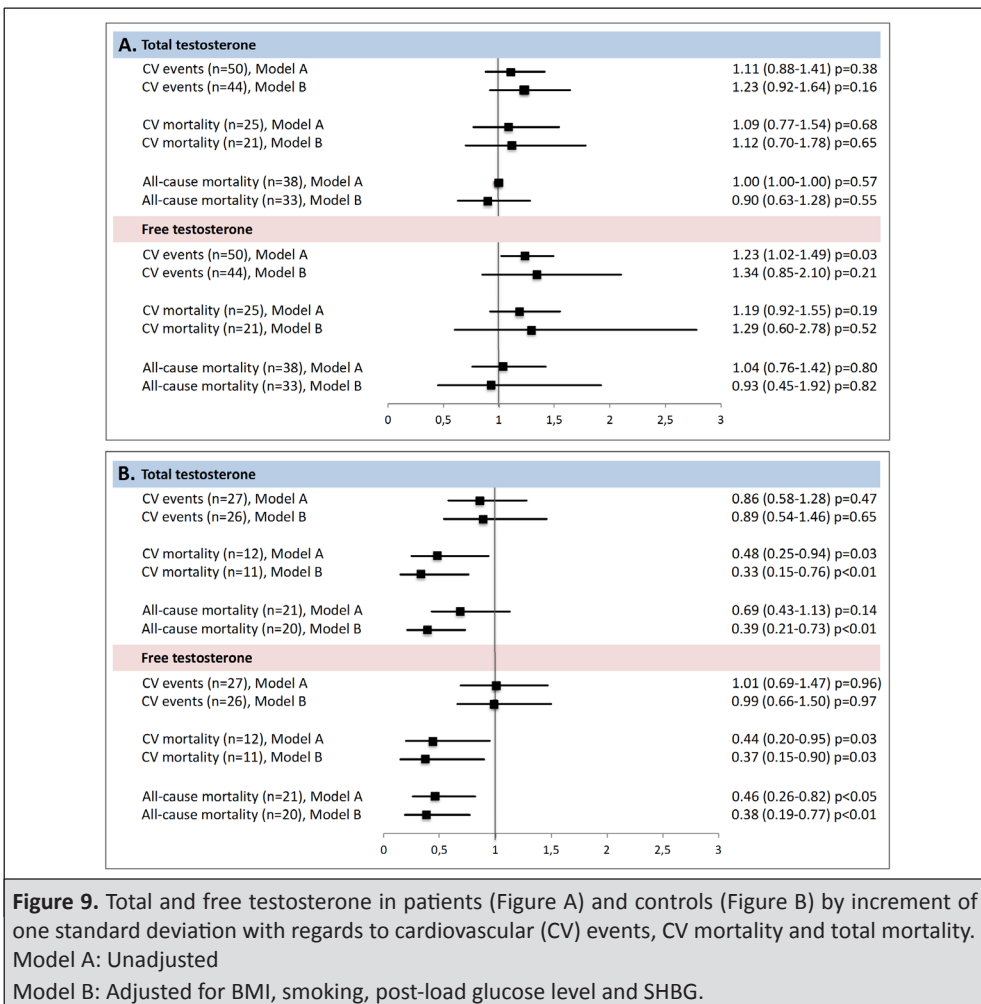 A. Total testosterone
CV events (n=50), Model A 1.11 (0.88-1.41) p=0.38
CV events (n=44), Model B 1.23 (0.92-1.64) p=0.16
CV mortality (n=25), Model A 1.09 (0.77-1.54) p=0.68
CV mortality (n=21), Model B 1.12 (0.70-1.78) p=0.65
All-cause mortality (n=38), Model A 1.00 (1.00-1.00) p=0.57
All-cause mortality (n=33), Model B 0.90 (0.63-1.28) p=0.55
Free testosterone
CV events (n=50), Model A 1.23 (1.02-1.49) p=0.03
CV events (n=44), Model B 1.34 (0.85-2.10) p=0.21
CV mortality (n=25), Model A 1.19 (0.92-1.55) p=0.19
CV mortality (n=21), Model B 1.29 (0.60-2.78) p=0.52
All-cause mortality (n=38), Model A 1.04 (0.76-1.42) p=0.80
All-cause mortality (n=33), Model B 0.93 (0.45-1.92) p=0.82
0 0,5 1 1,5 2 2,5 3
B. Total testosterone
CV events (n=27), Model A 0.86 (0.58-1.28) p=0.47
CV events (n=26), Model B 0.89 (0.54-1.46) p=0.65
CV mortality (n=12), Model A 0.48 (0.25-0.94) p=0.03
CV mortality (n=11), Model B 0.33 (0.15-0.76) p<0.01
All-cause mortality (n=21), Model A 0.69 (0.43-1.13) p=0.14
All-cause mortality (n=20), Model B 0.39 (0.21-0.73) p<0.01
Free testosterone
CV events (n=27), Model A 1.01 (0.69-1.47) p=0.96)
CV events (n=26), Model B 0.99 (0.66-1.50) p=0.97
CV mortality (n=12), Model A 0.44 (0.20-0.95) p=0.03
CV mortality (n=11), Model B 0.37 (0.15-0.90) p=0.03
All-cause mortality (n=21), Model A 0.46 (0.26-0.82) p<0.05
All-cause mortality (n=20), Model B 0.38 (0.19-0.77) p<0.01
0 0,5 1 1,5 2 2,5 3
Figure 9. Total and free testosterone in patients (Figure A) and controls (Figure B) by increment of
one standard deviation with regards to cardiovascular (CV) events, CV mortality and total mortality.
Model A: Unadjusted
Model B: Adjusted for BMI, smoking, post-load glucose level and SHBG.